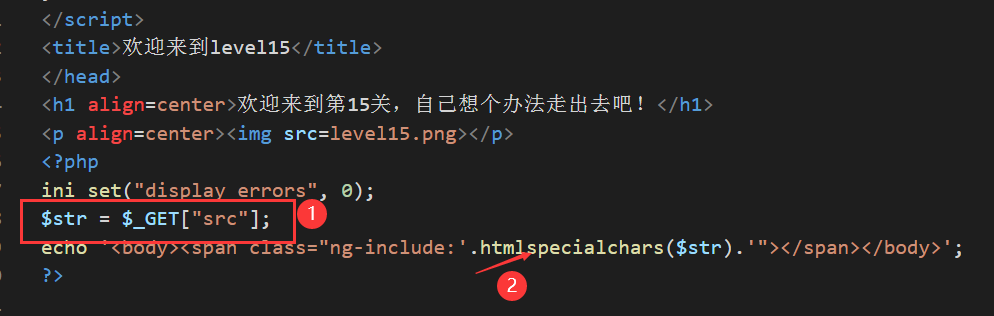 </script>
<title>欢迎来到level15</title>
</head>
<h1 align=center>欢迎来到第15关，自己想个办法走出去吧！</h1>
<p align=center><img src=level15.png></p>
<?php
ini_set("display_errors", 0);
$str = $_GET["src"];
1
echo '<body><span class="ng-include:'.htmlspecialchars($str).'"></span></body>';
?>
2